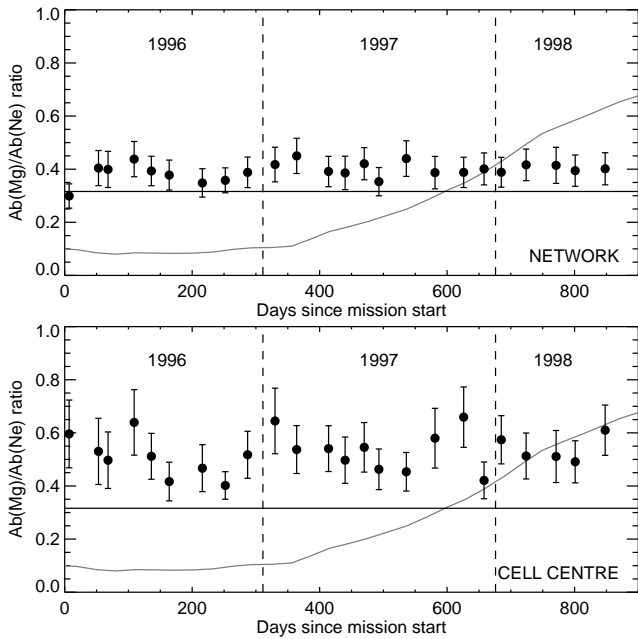 1.0
0.8
0.6
0.4
0.2
0.0
Ab(Mg)/Ab(Ne) ratio
1996 1997 1998
NETWORK
0 200 400 600 800
Days since mission start
1.0
0.8
0.6
0.4
0.2
0.0
Ab(Mg)/Ab(Ne) ratio
1996 1997 1998
CELL CENTRE
0 200 400 600 800
Days since mission start